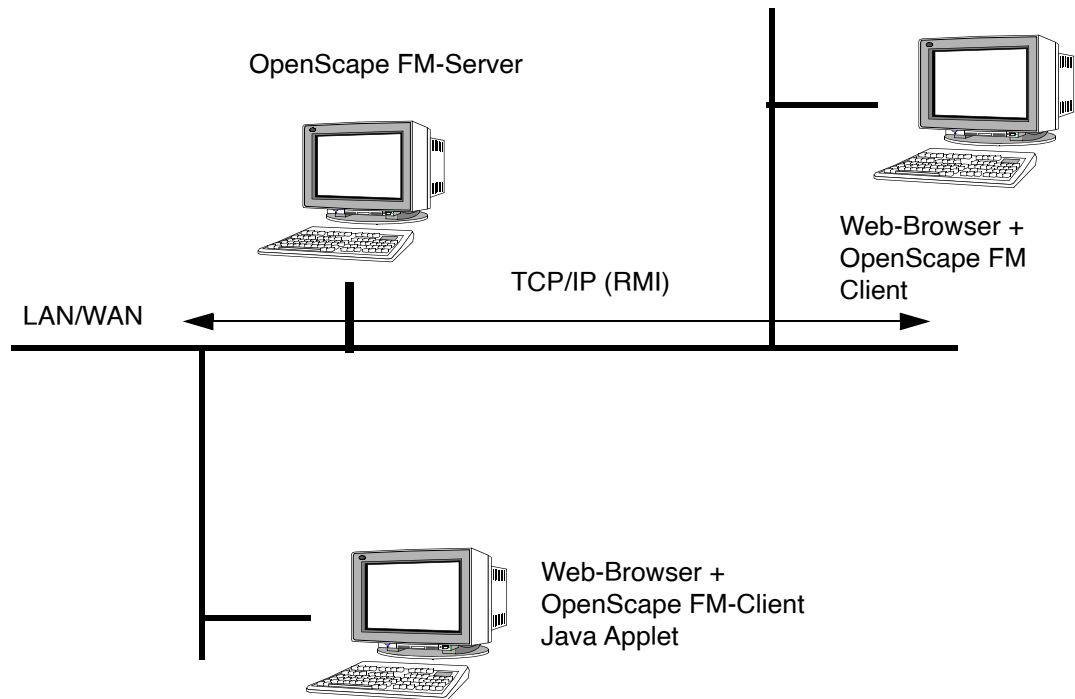 OpenScape FM-Server
Web-Browser +
OpenScape FM
Client
TCP/IP (RMI)
LAN/WAN
Web-Browser +
OpenScape FM-Client
Java Applet